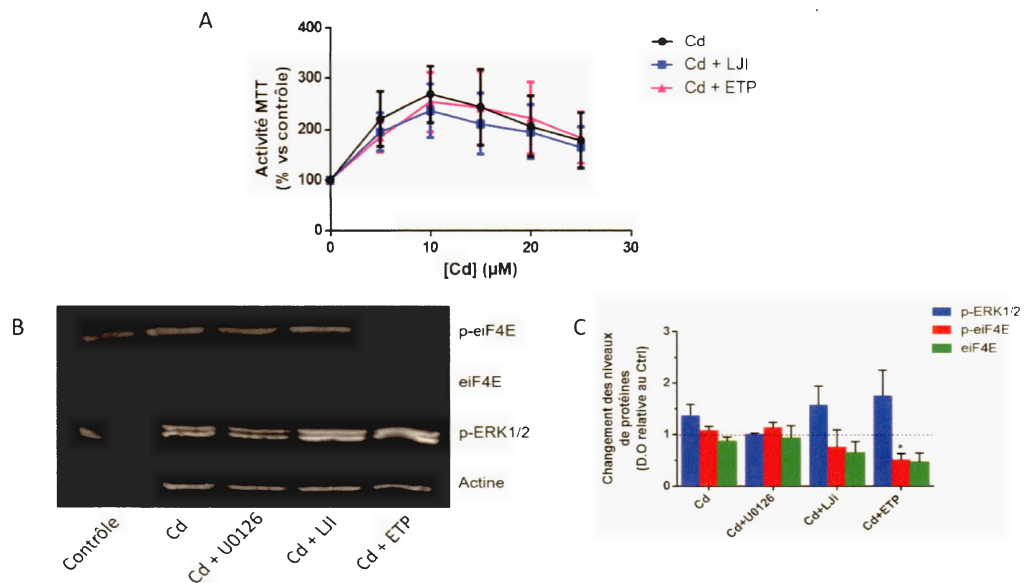 A
Activité MTT
(% vs contrôle)
400
300
200
100
0
0
10
20
30
[Cd] (µM)
Cd
Cd + LJI
Cd + ETP
B
p-eiF4E
eiF4E
p-ERK1/2
Actine
Contrôle
Cd
Cd + U0126
Cd + LJI
Cd + ETP
C
Changement des niveaux
de protéines
(D.O relative au Ctrl)
3
2
1
0
*
Cd
Cd+U0126
Cd+LJi
Cd+ETP
p-ERK1/2
p-eiF4E
eiF4E